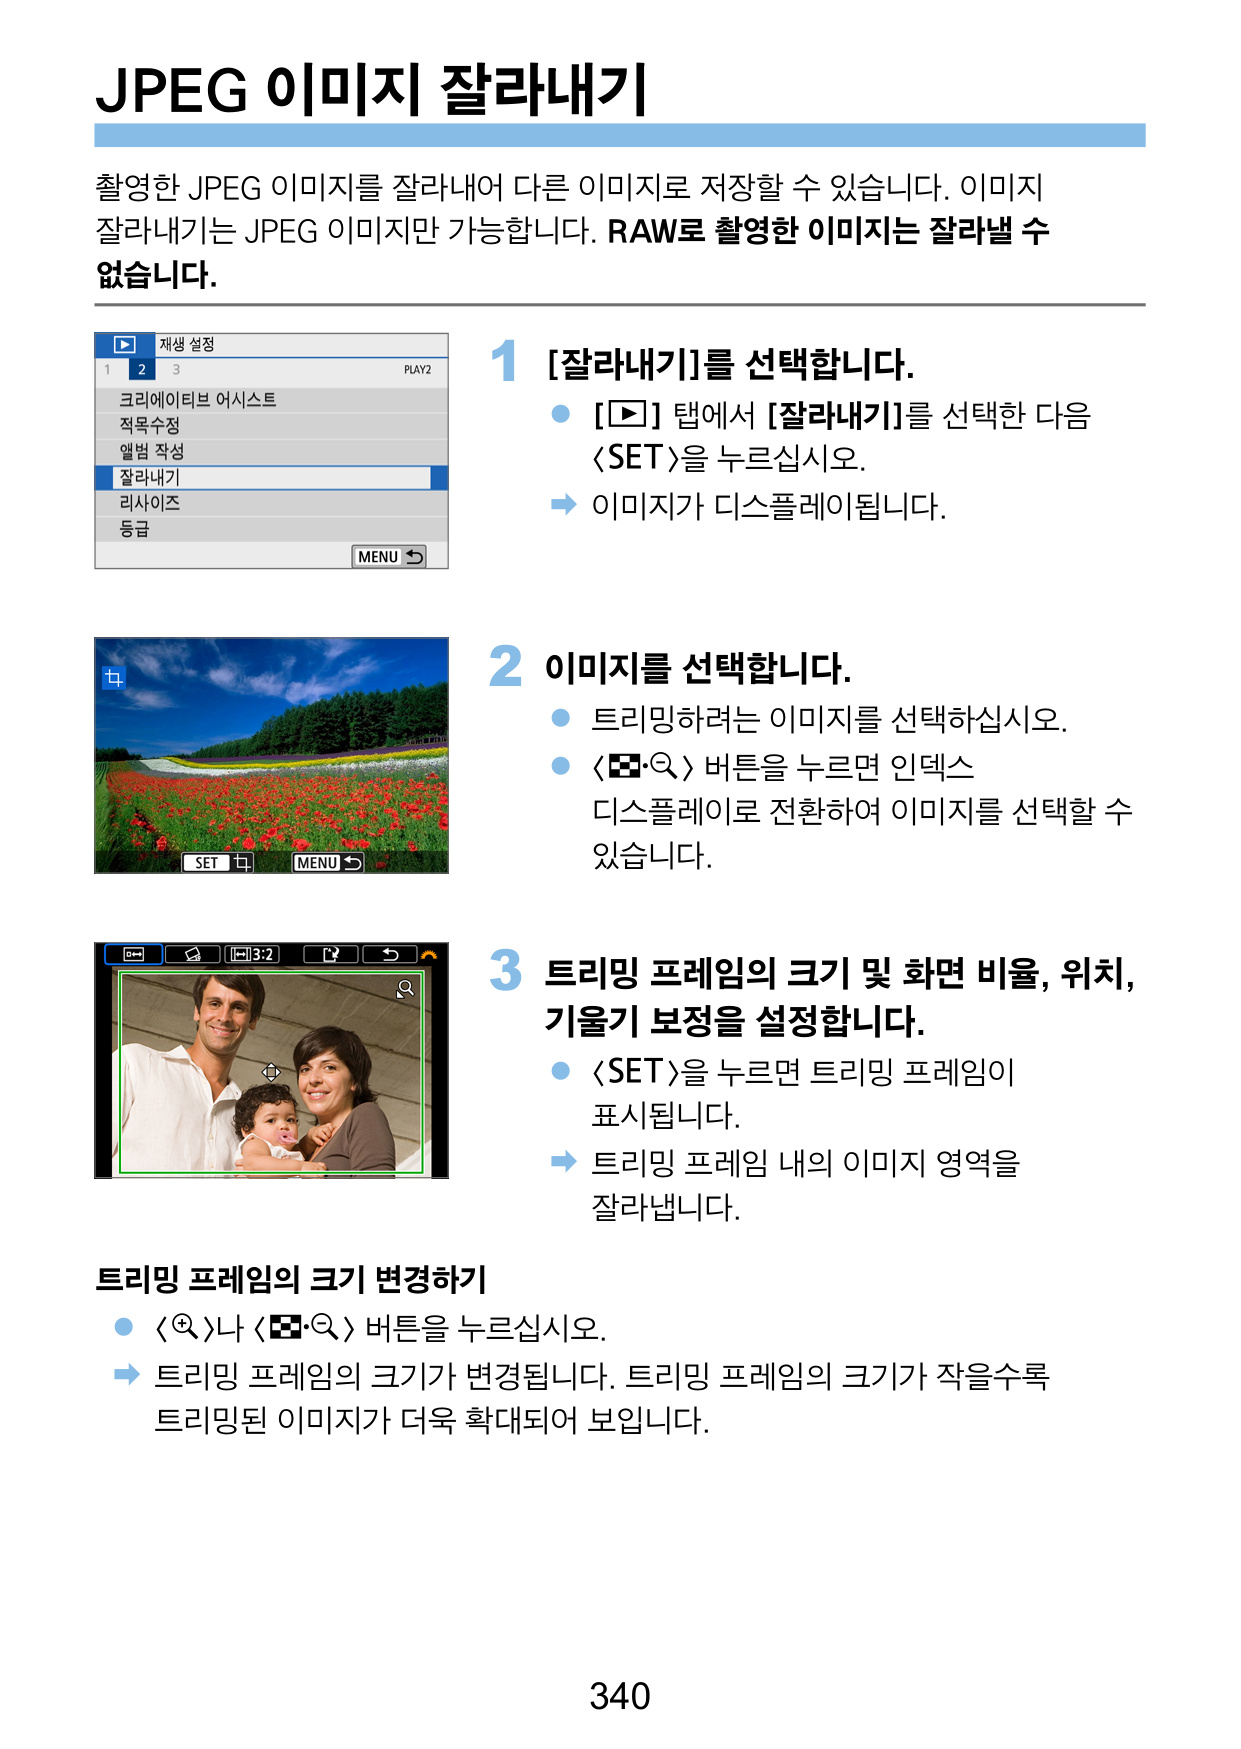 JPEG 이미지 잘라내기
촬영한 JPEG 이미지를 잘라내어 다른 이미지로 저장할 수 있습니다. 이미지
잘라내기는 JPEG 이미지만 가능합니다. RAW로 촬영한 이미지는 잘라낼 수
없습니다.
재생 설정
1 2 3 PLAY2
크리에이티브 어시스트
적목수정
앨범 작성
잘라내기
리사이즈
등급
MENU
1 [잘라내기]를 선택합니다.
[▶] 탭에서 [잘라내기]를 선택한 다음
〈SET〉을 누르십시오.
이미지가 디스플레이됩니다.
SET MENU
2 이미지를 선택합니다.
트리밍하려는 이미지를 선택하십시오.
〈 · 〉 버튼을 누르면 인덱스
디스플레이로 전환하여 이미지를 선택할 수
있습니다.
3:2
3 트리밍 프레임의 크기 및 화면 비율, 위치,
기울기 보정을 설정합니다.
〈SET〉을 누르면 트리밍 프레임이
표시됩니다.
트리밍 프레임 내의 이미지 영역을
잘라냅니다.
트리밍 프레임의 크기 변경하기
〈 〉나 〈 · 〉 버튼을 누르십시오.
트리밍 프레임의 크기가 변경됩니다. 트리밍 프레임의 크기가 작을수록
트리밍된 이미지가 더욱 확대되어 보입니다.
340